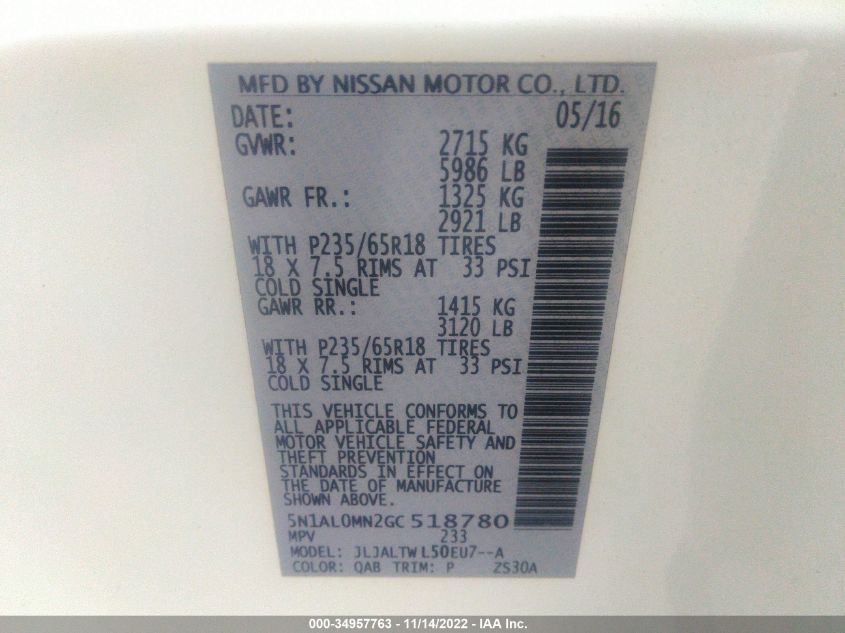 MFD BY NISSAN MOTOR CO., LTD.
DATE: 05/16
GVWR: 2715 KG
5986 LB
GAWR FR.: 1325 KG
2921 LB
WITH P235/65R18 TIRES
18 X 7.5 RIMS AT 33 PSI
COLD SINGLE
GAWR RR.: 1415 KG
3120 LB
WITH P235/65R18 TIRES
18 X 7.5 RIMS AT 33 PSI
COLD SINGLE
THIS VEHICLE CONFORMS TO
ALL APPLICABLE FEDERAL
MOTOR VEHICLE SAFETY AND
THEFT PREVENTION
STANDARDS IN EFFECT ON
THE DATE OF MANUFACTURE
SHOWN ABOVE.
5N1AL0MN2GC518780
MPV 233
MODEL: JLJALTWL50EU7--A
COLOR: QAB TRIM: P ZS30A
000-34957763 - 11/14/2022 - IAA Inc.